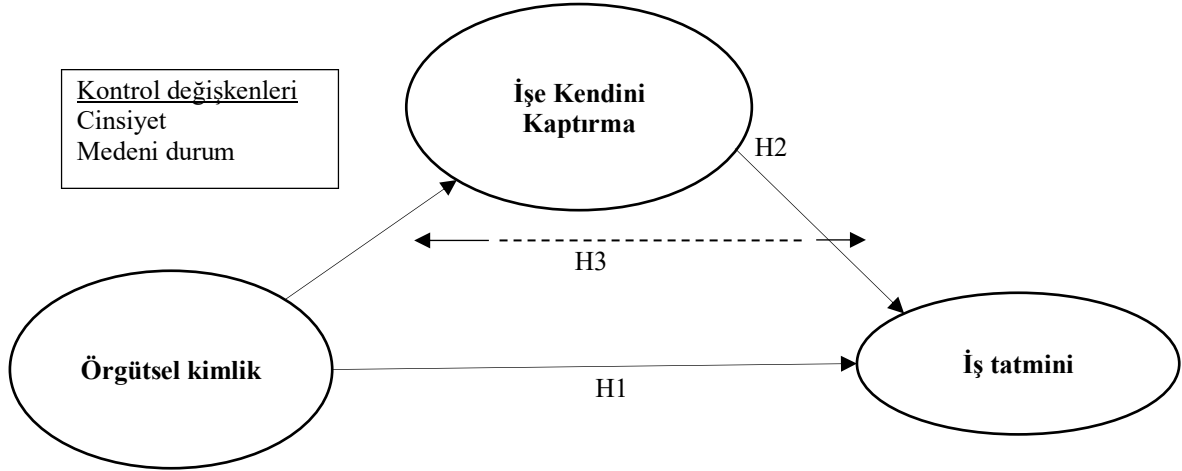 Kontrol değişkenleri
Cinsiyet
Medeni durum
İşe Kendini
Kaptırma
H2
H3
Örgütsel kimlik
İş tatmini
H1